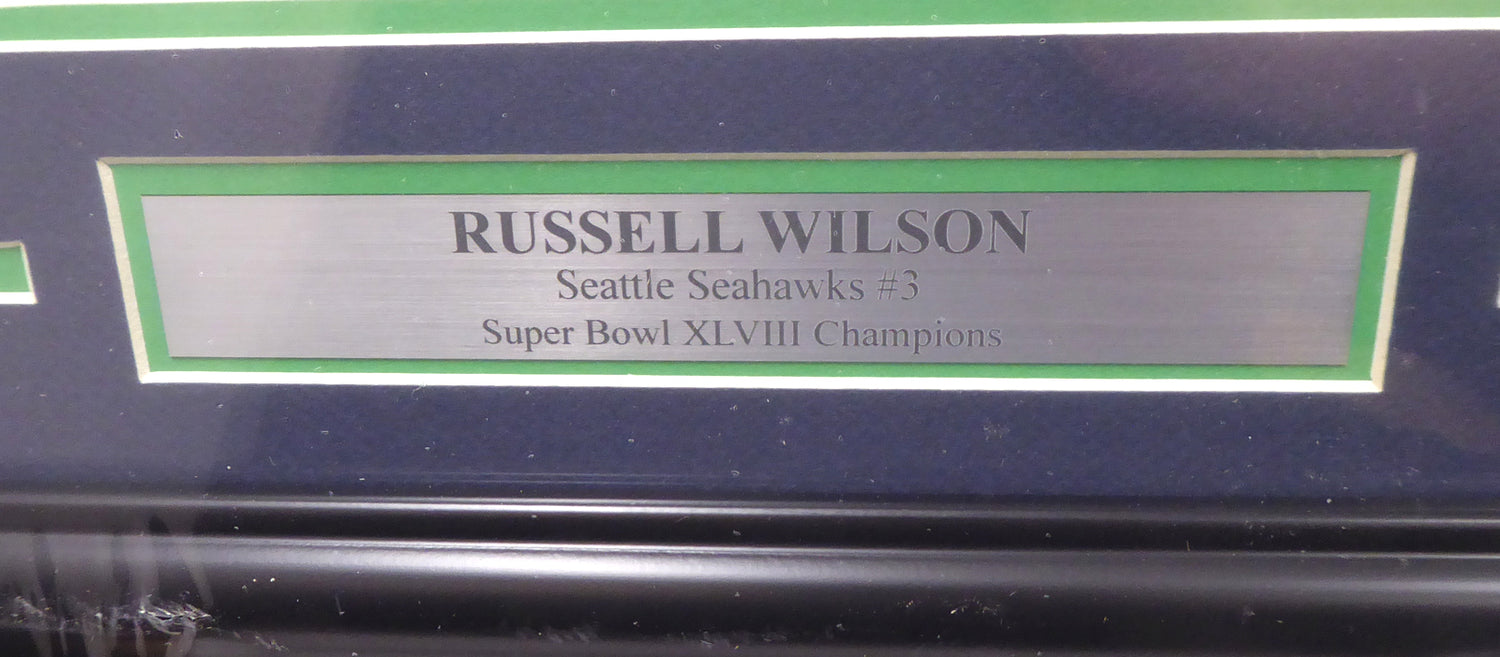 RUSSELL WILSON
Seattle Seahawks #3
Super Bowl XLVIII Champions